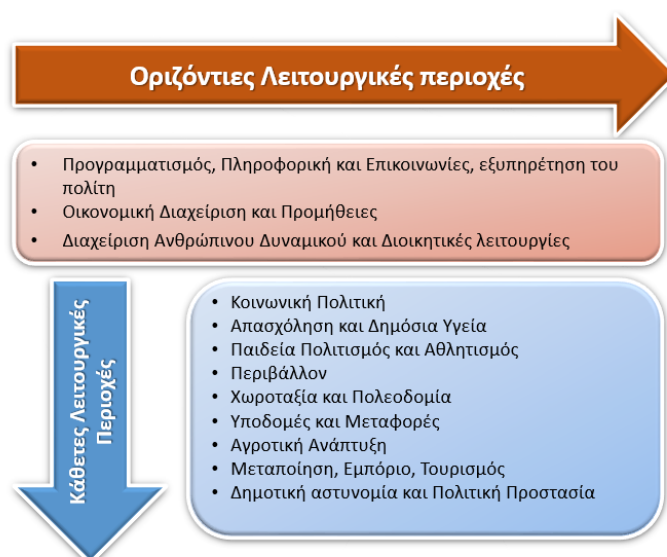 Οριζόντιες Λειτουργικές περιοχές
• Προγραμματισμός, Πληροφορική και Επικοινωνίες, εξυπηρέτηση του
πολίτη
• Οικονομική Διαχείριση και Προμήθειες
• Διαχείριση Ανθρώπινου Δυναμικού και Διοικητικές λειτουργίες
Κάθετες Λειτουργικές
Περιοχές
• Κοινωνική Πολιτική
• Απασχόληση και Δημόσια Υγεία
• Παιδεία Πολιτισμός και Αθλητισμός
• Περιβάλλον
• Χωροταξία και Πολεοδομία
• Υποδομές και Μεταφορές
• Αγροτική Ανάπτυξη
• Μεταποίηση, Εμπόριο, Τουρισμός
• Δημοτική αστυνομία και Πολιτική Προστασία